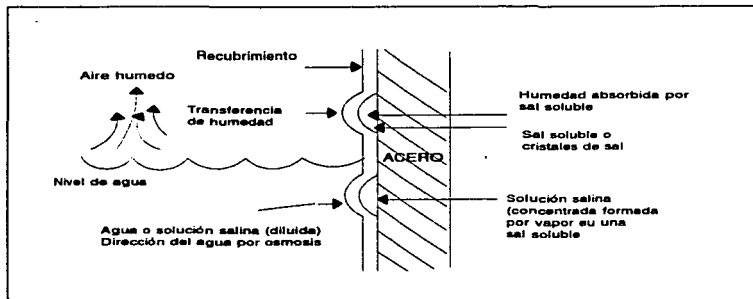 Recubrimiento
Aire humedo
Transferencia
de humedad
Humedad absorbida por
sal soluble
Sal soluble o
cristales de sal
ACERO
Nivel de agua
Agua o solución salina (diluida)
Dirección del agua por osmosis
Solución salina
(concentrada formada
por vapor eu una
sal soluble